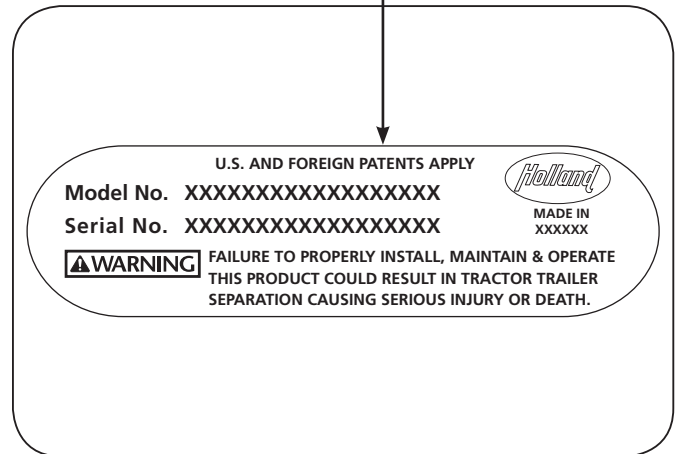 U.S. AND FOREIGN PATENTS APPLY
Holland
Model No. XXXXXXXXXXXXXXXXXX
MADE IN
XXXXXX
Serial No. XXXXXXXXXXXXXXXXXX
WARNING
FAILURE TO PROPERLY INSTALL, MAINTAIN & OPERATE
THIS PRODUCT COULD RESULT IN TRACTOR TRAILER
SEPARATION CAUSING SERIOUS INJURY OR DEATH.